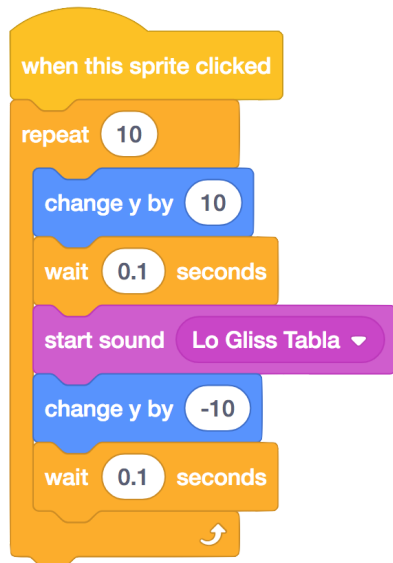 when this sprite clicked
repeat 10
change y by 10
wait 0.1 seconds
start sound Lo Gliss Tabla
change y by -10
wait 0.1 seconds